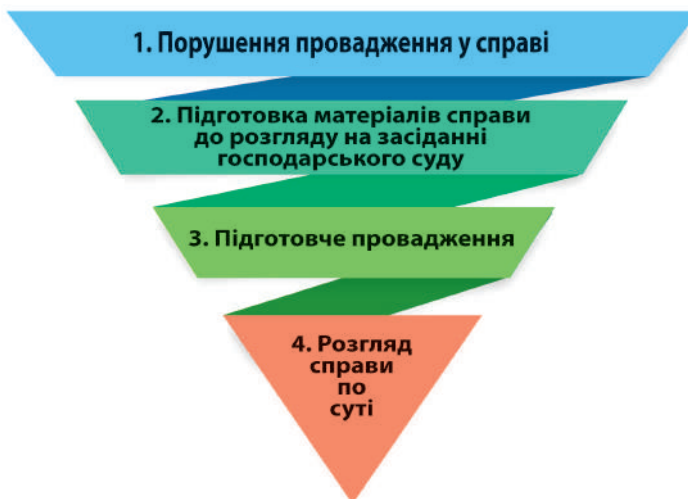 1. Порушення провадження у справі
2. Підготовка матеріалів справи
до розгляду на засіданні
господарського суду
3. Підготовче провадження
4. Розгляд
справи
по
суті